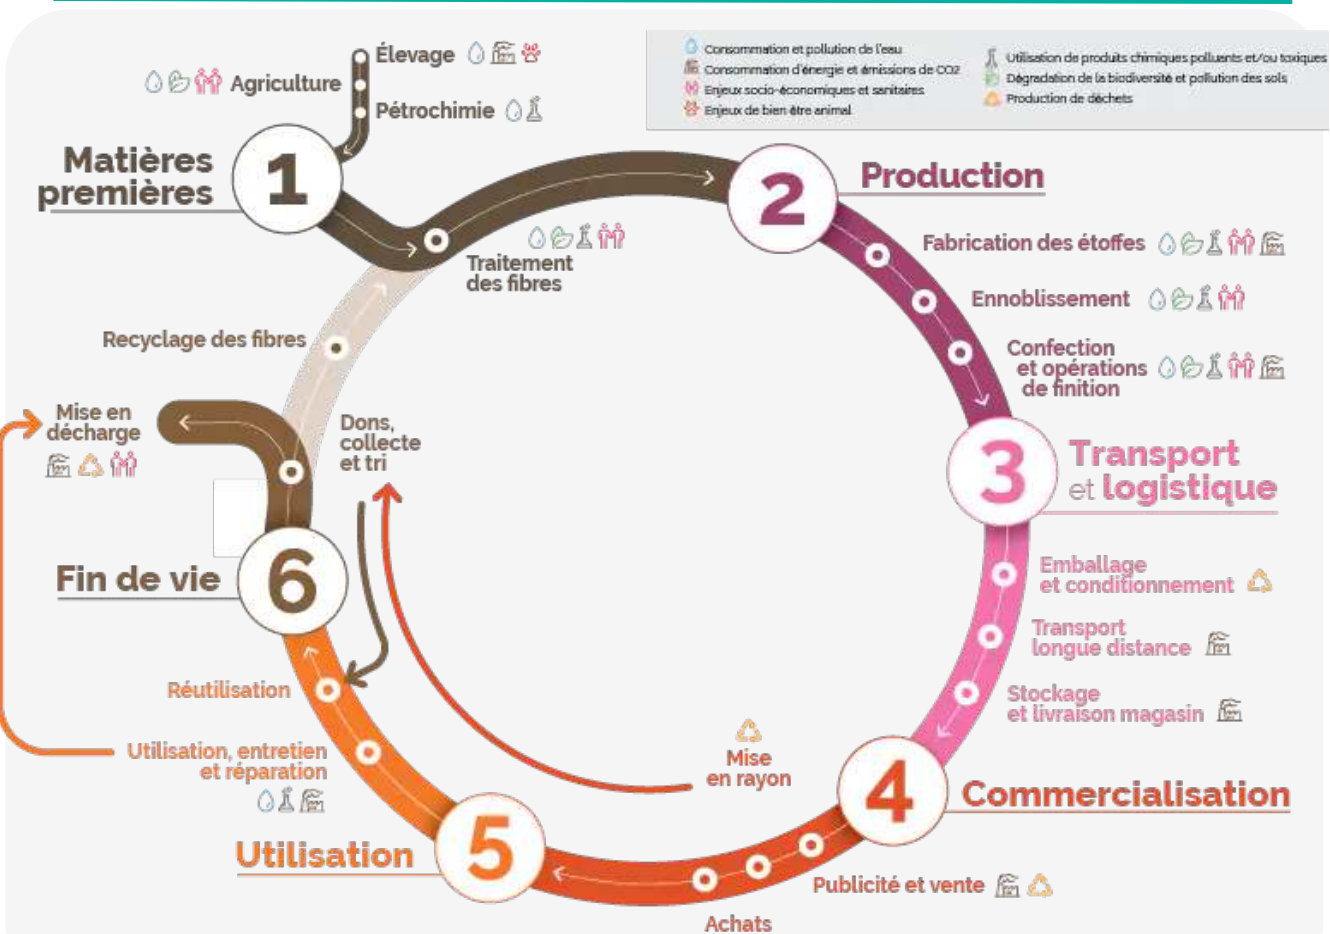 Consommation et pollution de l'eau
Consommation d'énergie et émissions de CO2
Enjeux socio-économiques et sanitaires
Enjeux de bien être animal
Utilisation de produits chimiques polluants et/ou toxiques
Dégradation de la biodiversité et pollution des sols
Production de déchets
Élevage
Agriculture
Pétrochimie
1
Matières
premières
Traitement
des fibres
2
Production
Fabrication des étoffes
Ennoblissement
Confection
et opérations
de finition
3
Transport
et logistique
Emballage
et conditionnement
Transport
longue distance
Stockage
et livraison magasin
4
Commercialisation
Mise
en rayon
Publicité et vente
Achats
5
Utilisation
Utilisation, entretien
et réparation
Réutilisation
6
Fin de vie
Dons,
collecte
et tri
Mise en
décharge
Recyclage des fibres